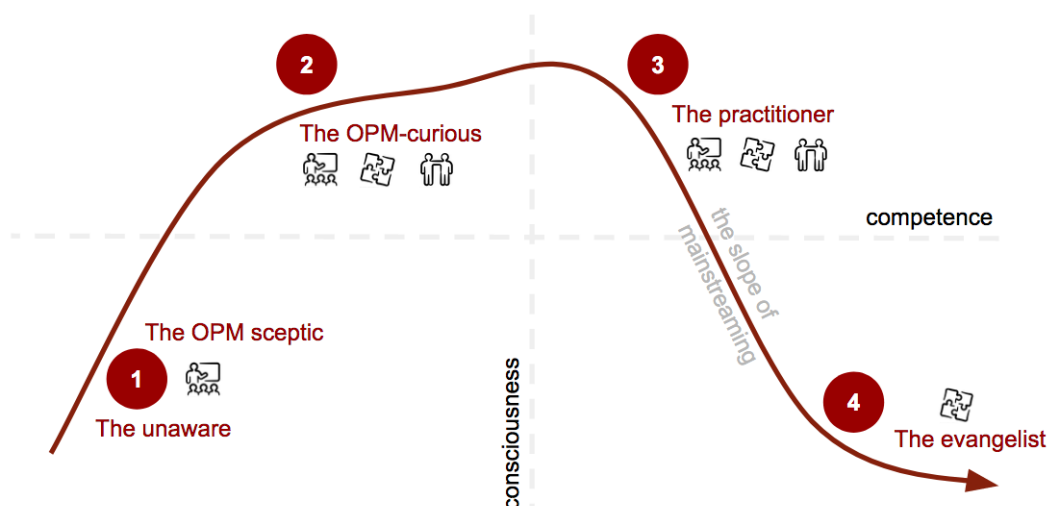 2
The OPM-curious
3
The practitioner
competence
the slope of
mainstreaming
The OPM sceptic
1
The unaware
consciousness
4
The evangelist